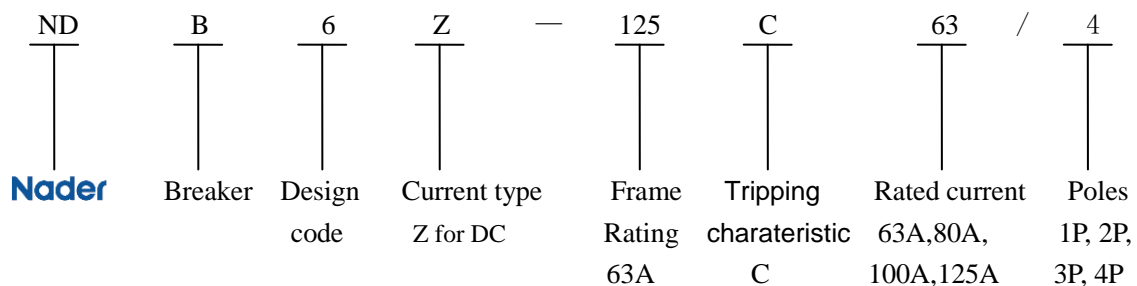 ND B 6 Z — 125 C 63 / 4
Nader Breaker Design Current type Frame Tripping Rated current Poles
code Z for DC Rating charateristic 63A,80A, 1P, 2P,
63A C 100A,125A 3P, 4P